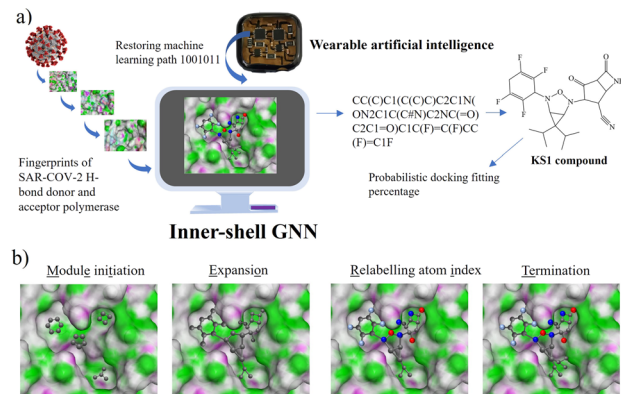 a)
Restoring machine
learning path 1001011
Wearable artificial intelligence
Fingerprints of
SAR-COV-2 H-
bond donor and
acceptor polymerase
CC(C)C1(C(C)C)C2C1N(
ON2C1C(C#N)C2NC(=O)
C2C1=O)C1C(F)=C(F)CC
(F)=C1F
F
F
F
F
O
O
N
N
O
N
CN
KS1 compound
Probabilistic docking fitting
percentage
Inner-shell GNN
b)
Module initiation
Expansion
Relabelling atom index
Termination